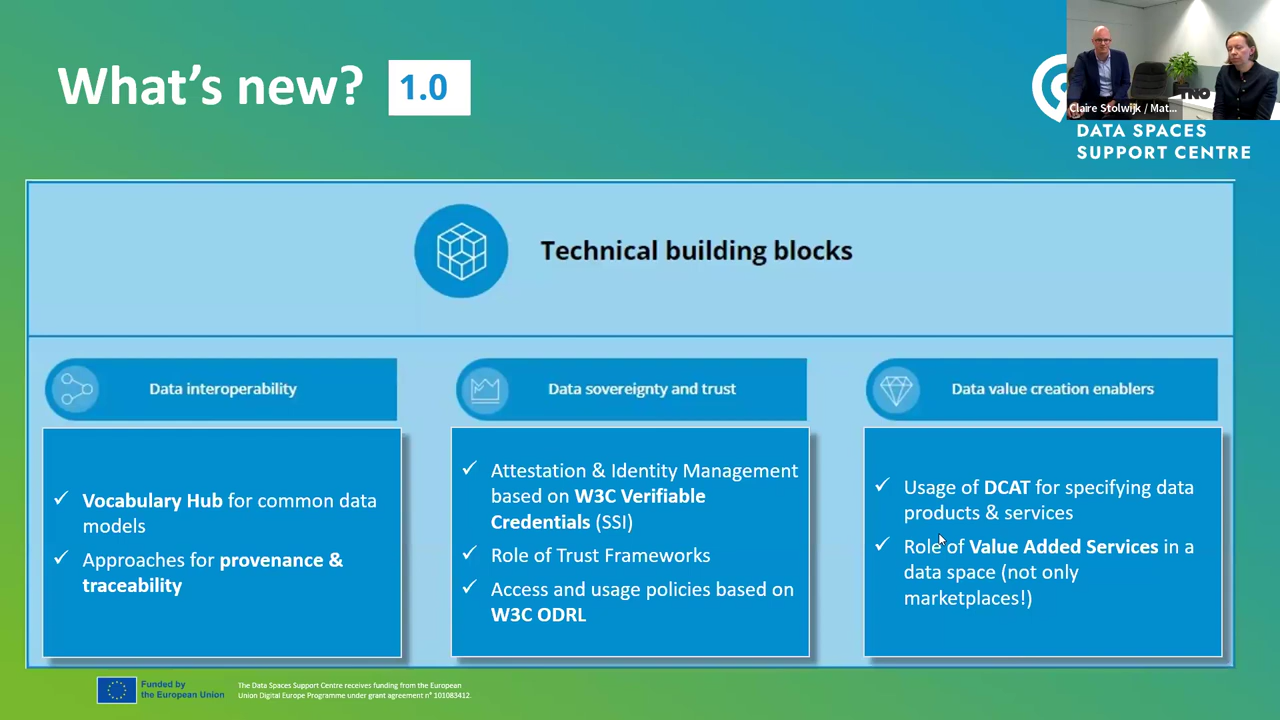 What's new?
1.0
TNO
Claire Stolwijk / Mat...
DATA SPACES
SUPPORT CENTRE
Technical building blocks
Data interoperability
✓ Vocabulary Hub for common data
models
✓ Approaches for provenance &
traceability
Data sovereignty and trust
✓ Attestation & Identity Management
based on W3C Verifiable
Credentials (SSI)
✓ Role of Trust Frameworks
✓ Access and usage policies based on
W3C ODRL
Data value creation enablers
✓ Usage of DCAT for specifying data
products & services
✓ Role of Value Added Services in a
data space (not only
marketplaces!)
Funded by
the European Union
The Data Spaces Support Centre receives funding from the European
Union Digital Europe Programme under grant agreement n° 101083412.